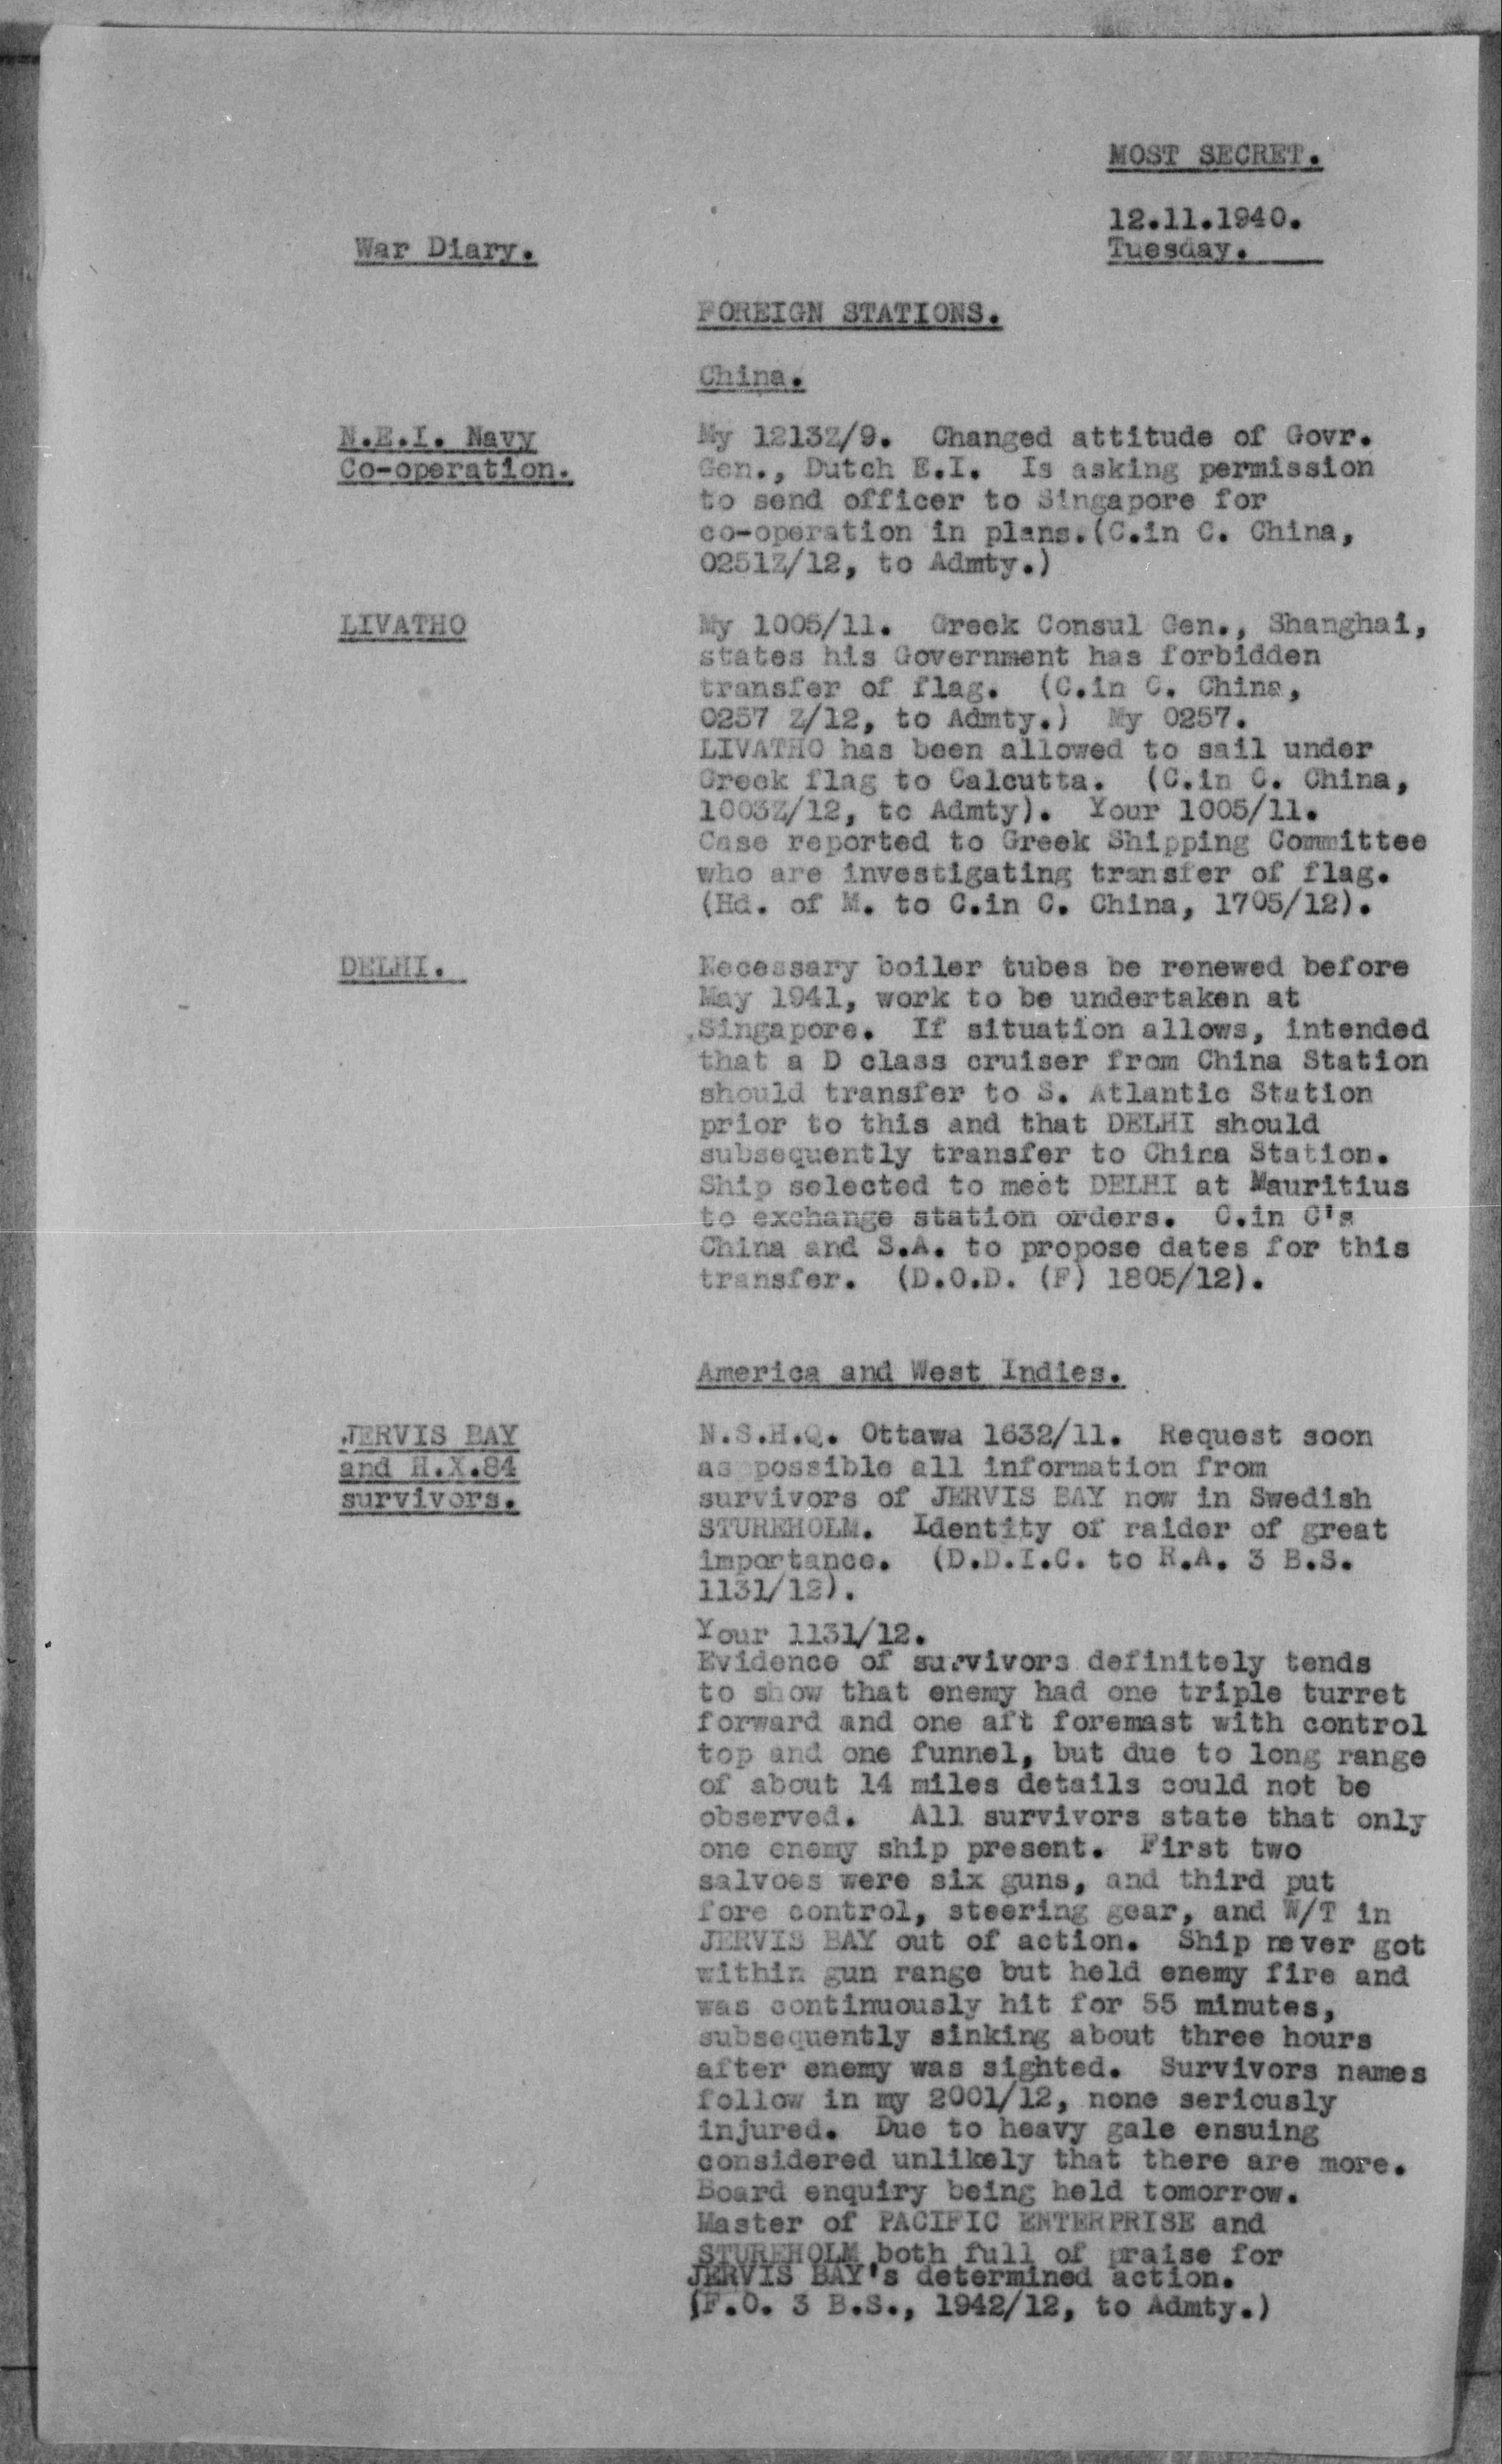 MOST SECRET.
12.11.1940.
War Diary.
Tuesday.
FOREIGN STATIONS.
China.
N.E.I. Navy
Co-operation.
My 1213Z/9. Changed attitude of Govr.
Gen., Dutch E.I. Is asking permission
to send officer to Singapore for
co-operation in plans.(C.in C. China,
0251Z/12, to Admty.)
LIVATHO
My 1005/11. Greek Consul Gen., Shanghai,
states his Government has forbidden
transfer of flag. (C.in C. China,
0257 Z/12, to Admty.) My 0257.
LIVATHO has been allowed to sail under
Greek flag to Calcutta. (C.in C. China,
1003Z/12, to Admty). Your 1005/11.
Case reported to Greek Shipping Committee
who are investigating transfer of flag.
(Hd. of M. to C.in C. China, 1705/12).
DELHI.
Necessary boiler tubes be renewed before
May 1941, work to be undertaken at
Singapore. If situation allows, intended
that a D class cruiser from China Station
should transfer to S. Atlantic Station
prior to this and that DELHI should
subsequently transfer to China Station.
Ship selected to meet DELHI at Mauritius
to exchange station orders. C.in C's
China and S.A. to propose dates for this
transfer. (D.O.D. (F) 1805/12).
America and West Indies.
JERVIS BAY
and H.X.84
survivors.
N.S.H.Q. Ottawa 1632/11. Request soon
as possible all information from
survivors of JERVIS BAY now in Swedish
STUREHOLM. Identity of raider of great
importance. (D.D.I.C. to R.A. 3 B.S.
1131/12).
Your 1131/12.
Evidence of survivors definitely tends
to show that enemy had one triple turret
forward and one aft foremast with control
top and one funnel, but due to long range
of about 14 miles details could not be
observed. All survivors state that only
one enemy ship present. First two
salvoes were six guns, and third put
fore control, steering gear, and W/T in
JERVIS BAY out of action. Ship never got
within gun range but held enemy fire and
was continuously hit for 55 minutes,
subsequently sinking about three hours
after enemy was sighted. Survivors names
follow in my 2001/12, none seriously
injured. Due to heavy gale ensuing
considered unlikely that there are more.
Board enquiry being held tomorrow.
Master of PACIFIC ENTERPRISE and
STUREHOLM both full of praise for
JERVIS BAY's determined action.
(F.O. 3 B.S., 1942/12, to Admty.)